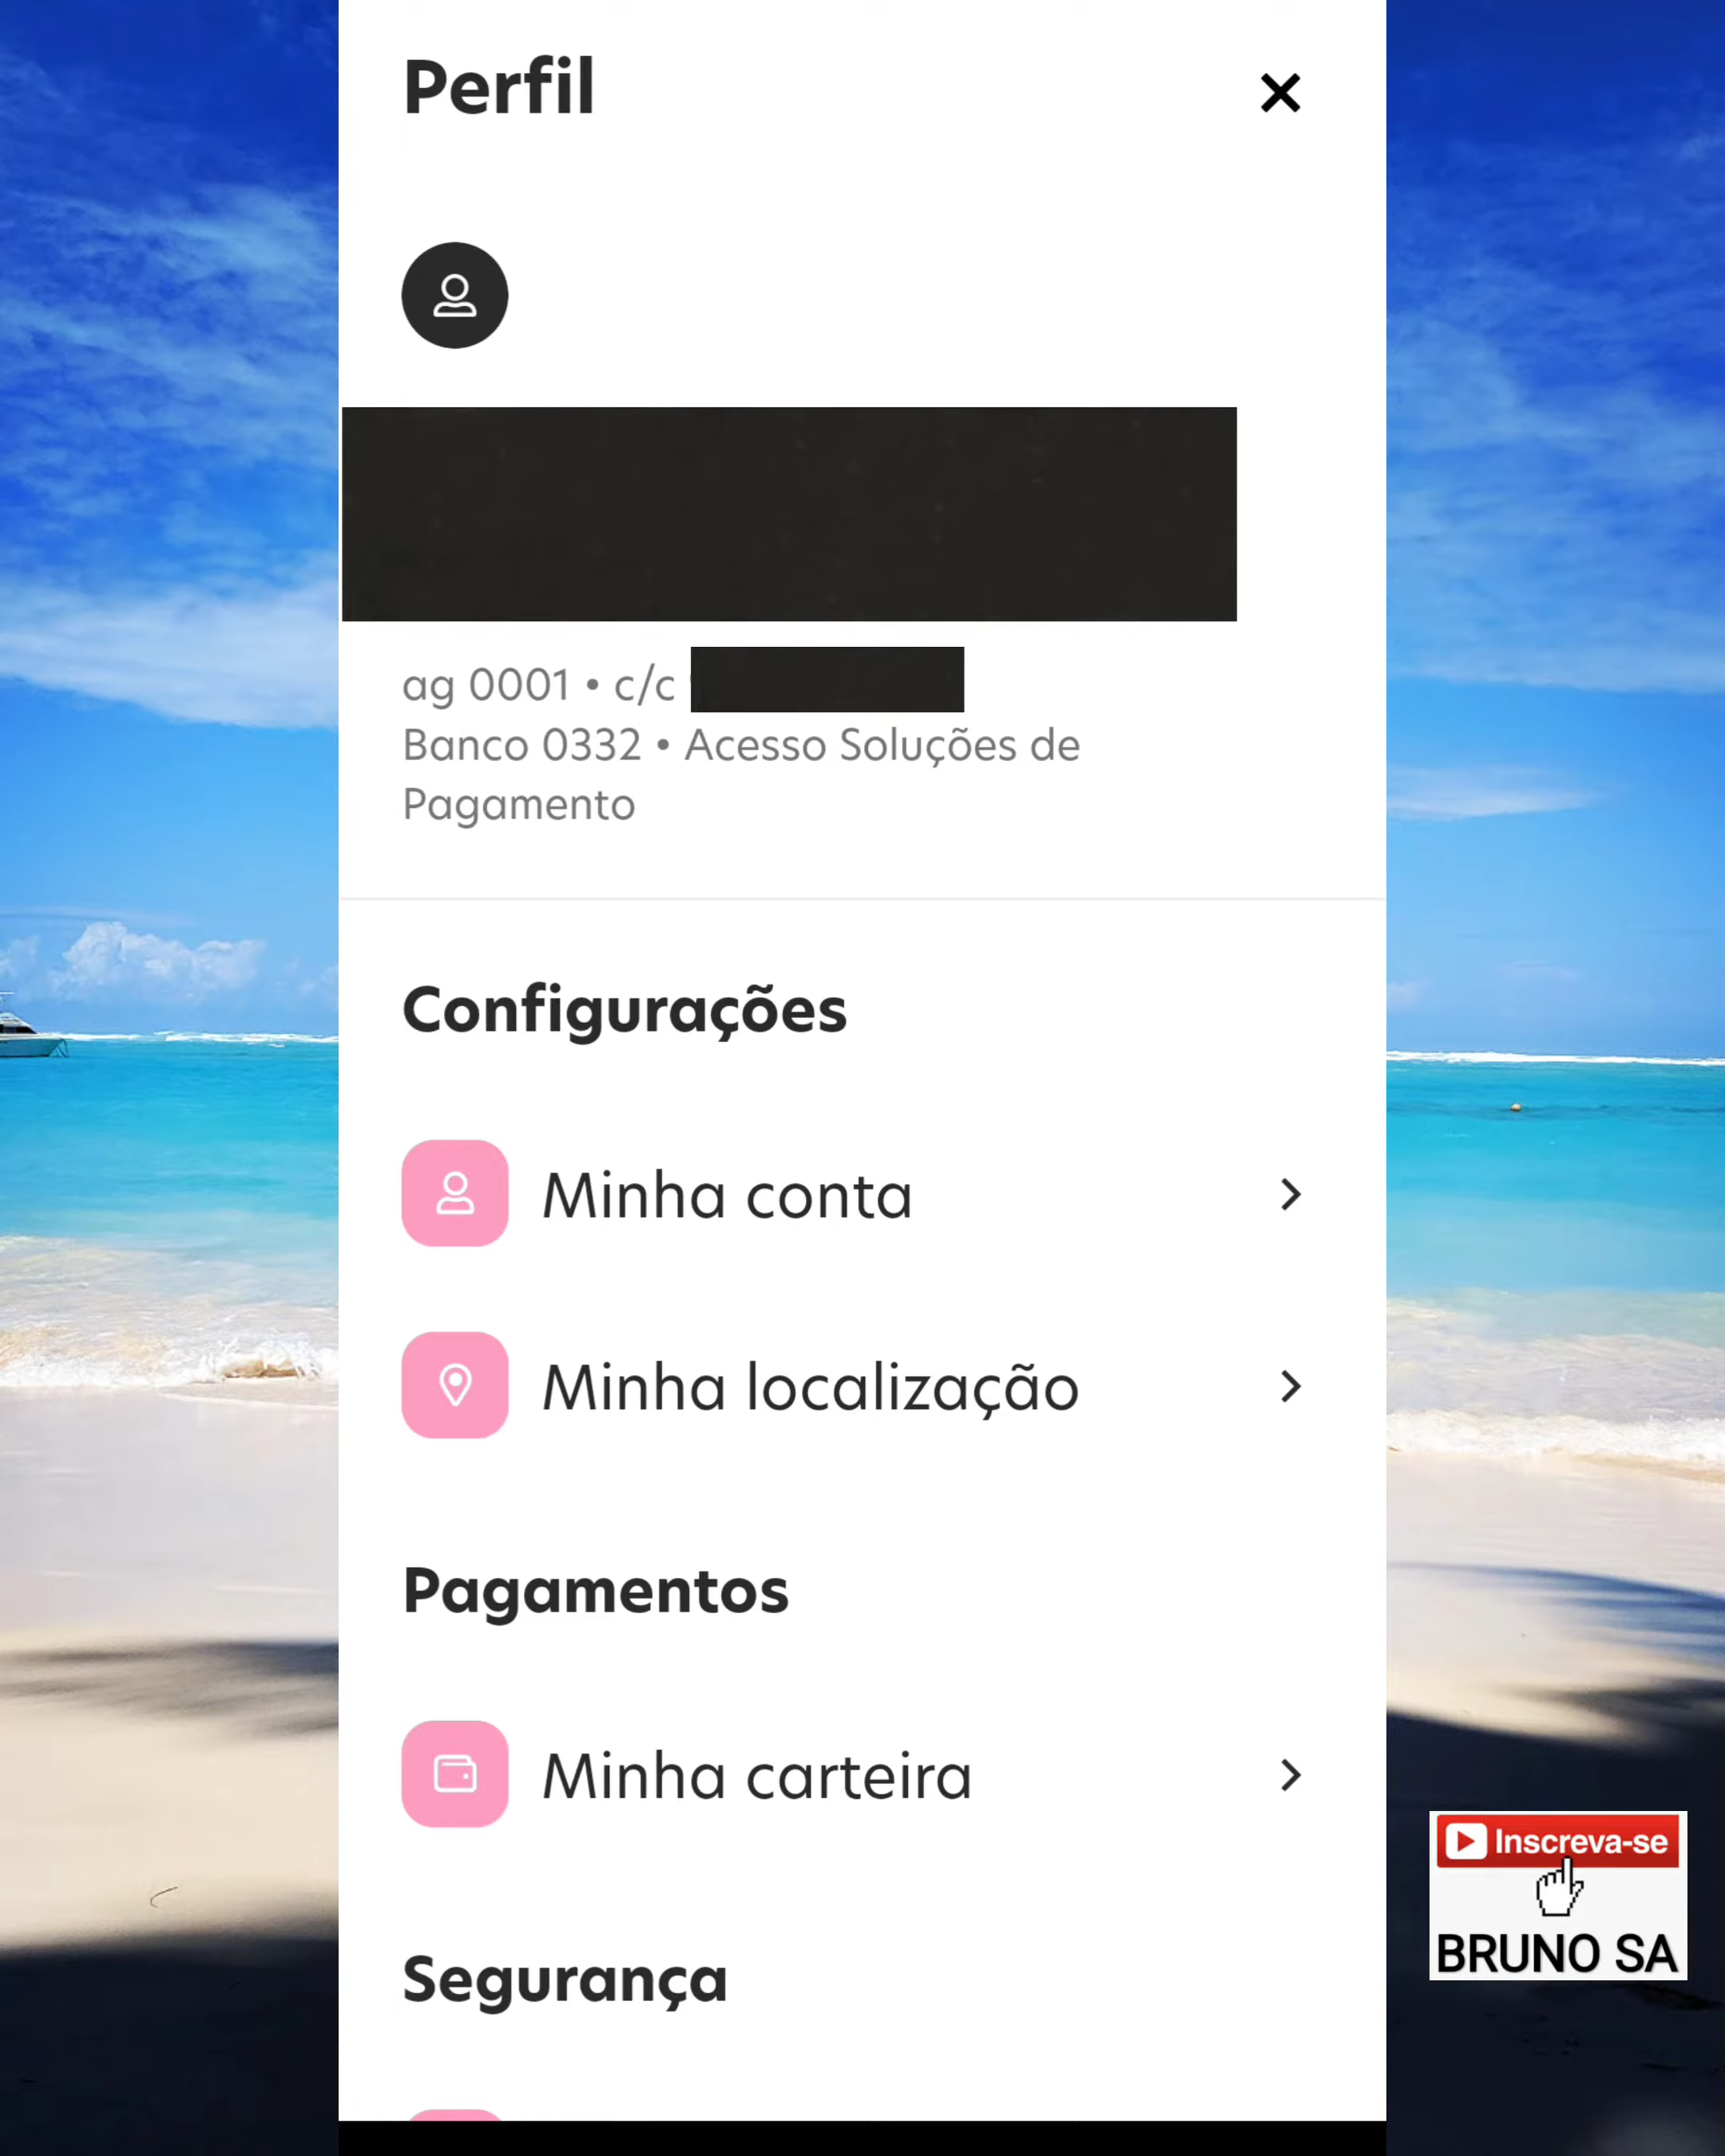 Perfil
ag 0001 • c/c
Banco 0332 • Acesso Soluções de
Pagamento
Configurações
Minha conta
Minha localização
Pagamentos
Minha carteira
Segurança
Inscreva-se
BRUNO SA